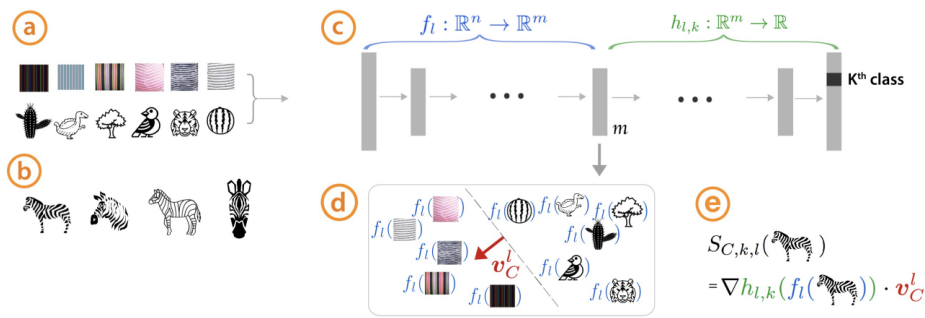 a
b
c
f_l : ℝ^n → ℝ^m
h_{l,k} : ℝ^m → ℝ
K^th class
m
d
f_l( )
f_l( )
f_l( )
f_l( )
f_l( )
f_l( )
f_l( )
f_l( )
f_l( )
f_l( )
f_l( )
v_C^l
e
S_{C,k,l}( )
= ∇h_{l,k}(f_l( )) · v_C^l